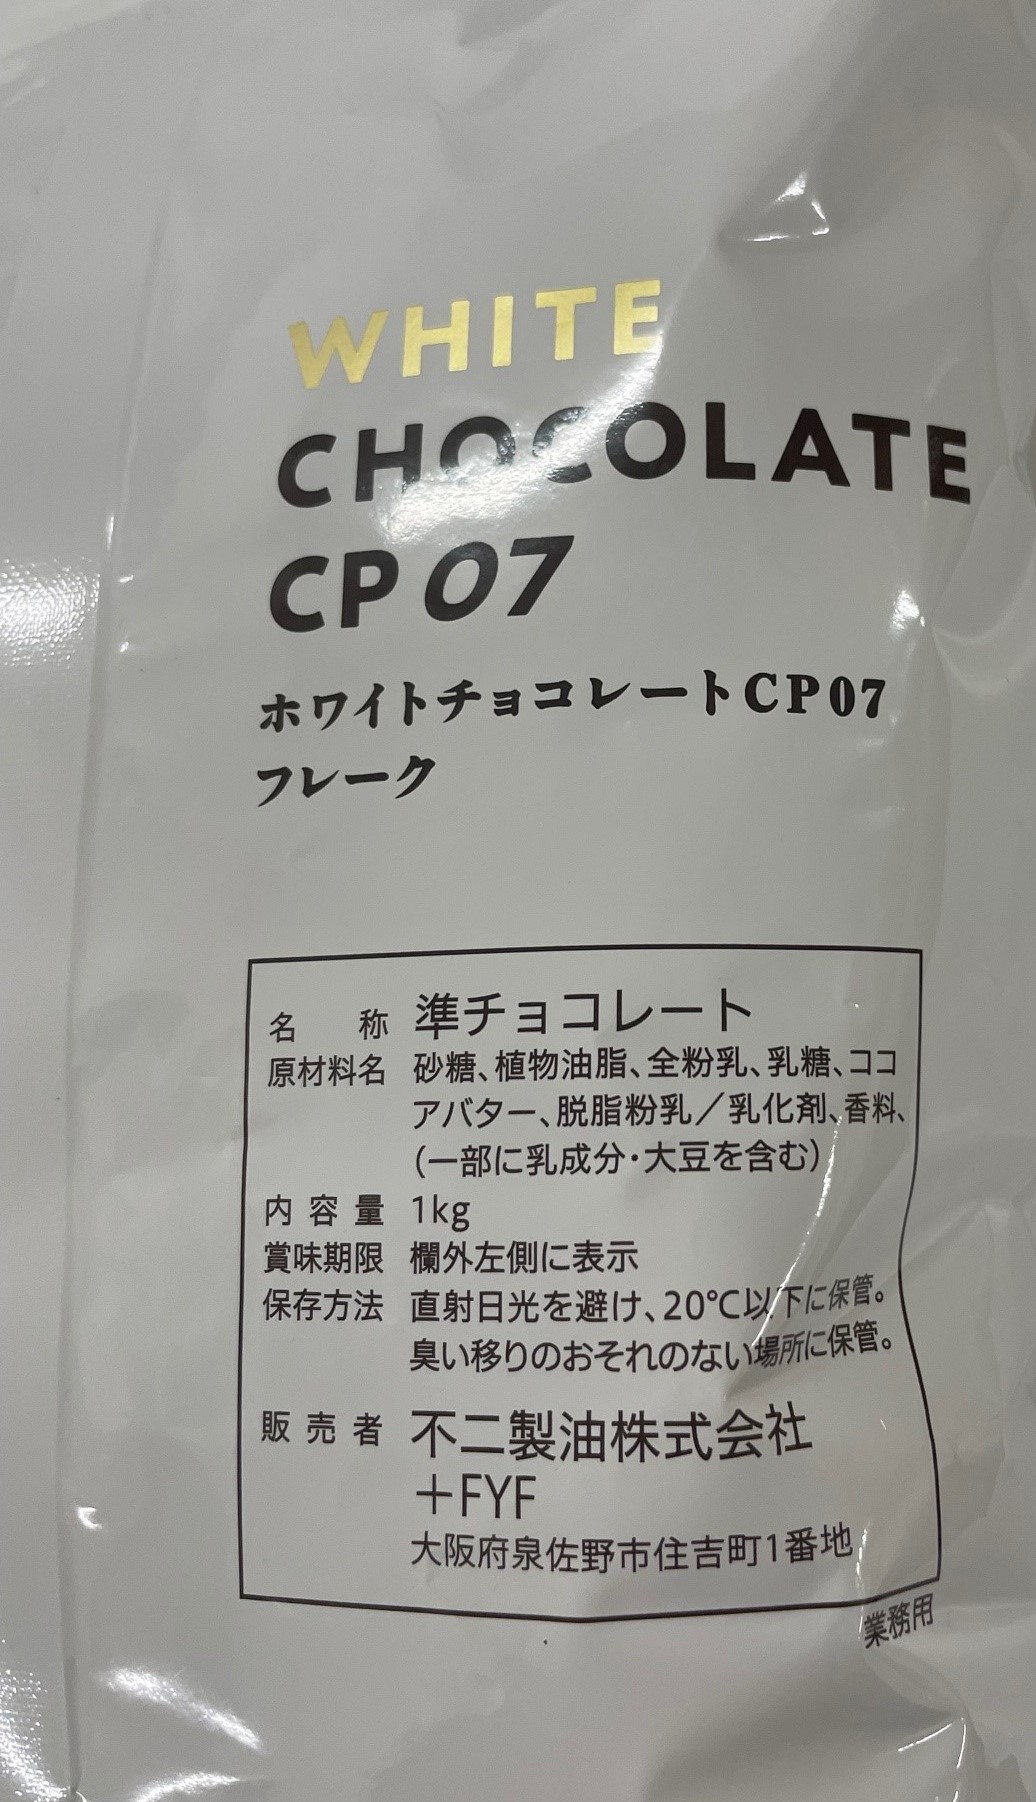 WHITE
CHOCOLATE
CP 07
ホワイトチョコレートCP07
フレーク
名称 準チョコレート
原材料名 砂糖、植物油脂、全粉乳、乳糖、ココ
アバター、脱脂粉乳／乳化剤、香料、
(一部に乳成分・大豆を含む)
内容量 1kg
賞味期限 欄外左側に表示
保存方法 直射日光を避け、20℃以下に保管。
臭い移りのおそれのない場所に保管。
販売者 不二製油株式会社
+FYF
大阪府泉佐野市住吉町1番地
業務用